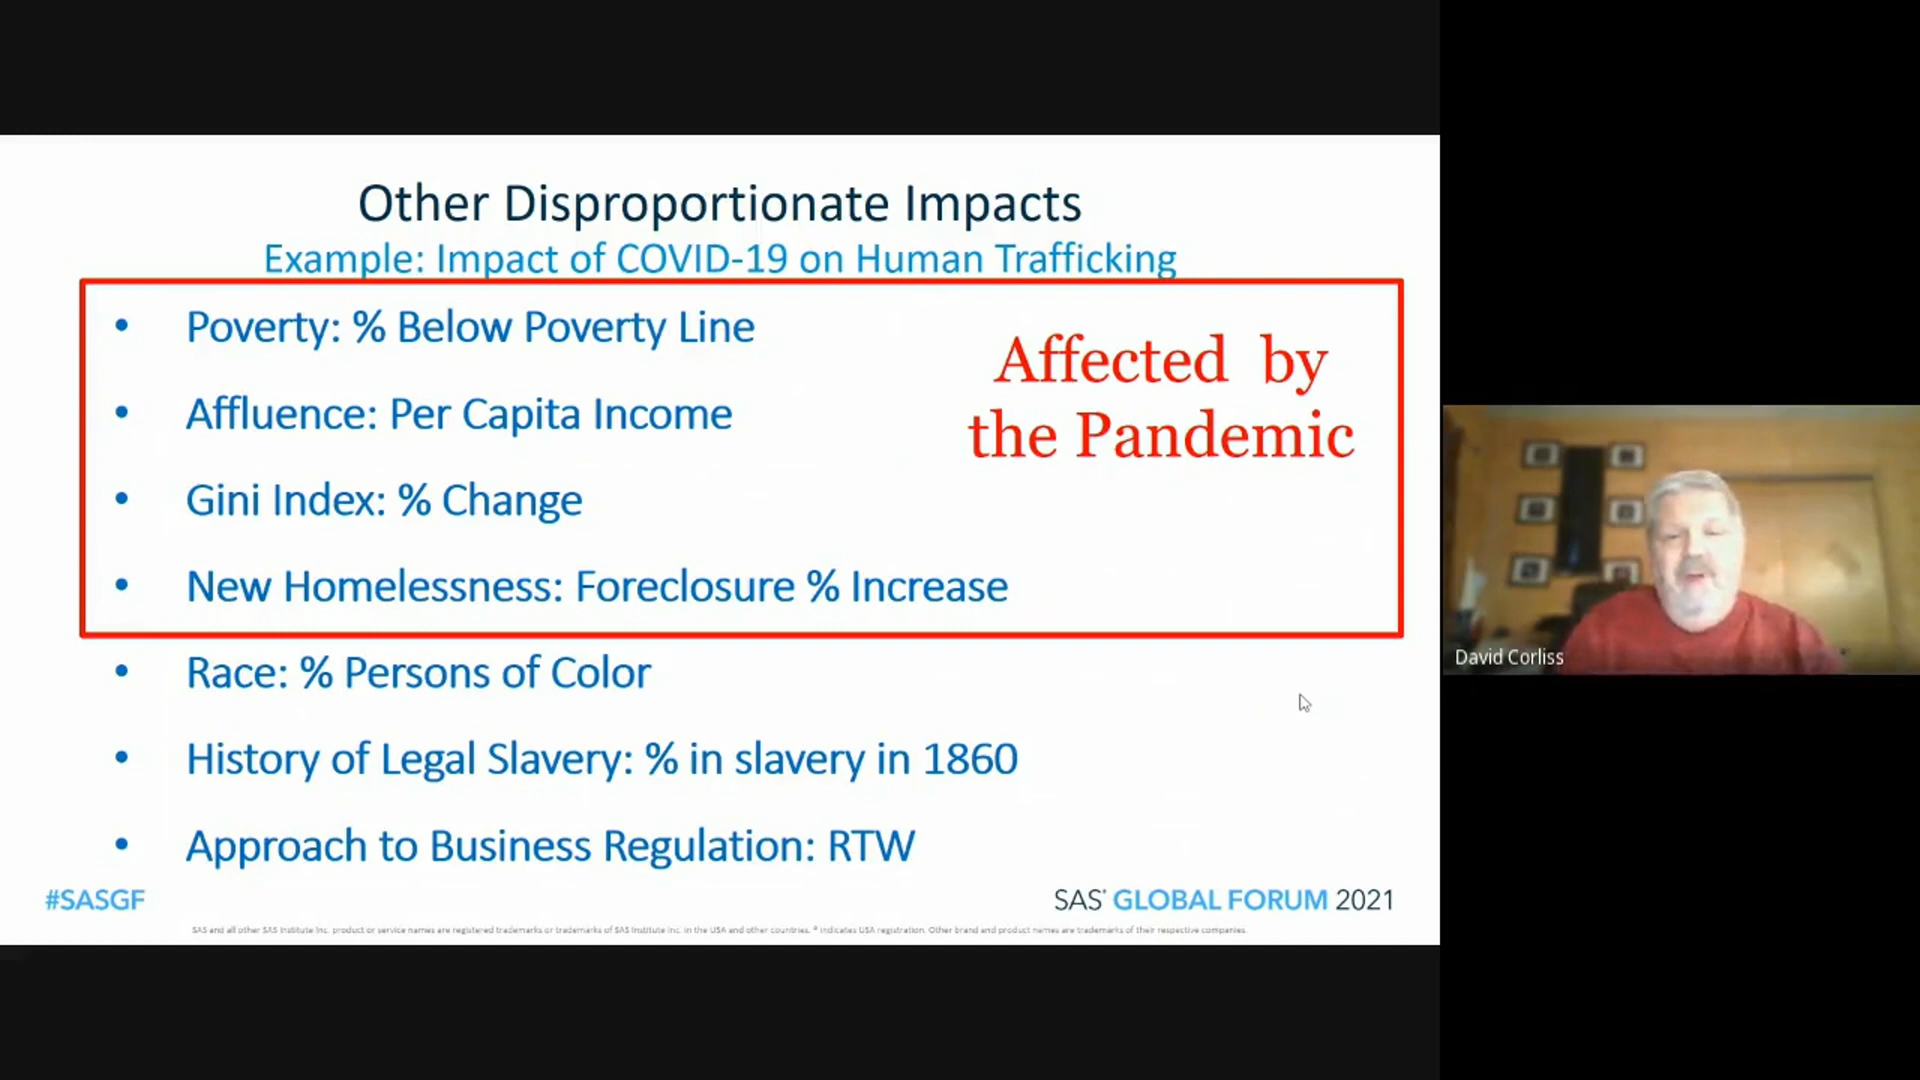 Other Disproportionate Impacts
Example: Impact of COVID-19 on Human Trafficking
• Poverty: % Below Poverty Line
• Affluence: Per Capita Income
• Gini Index: % Change
• New Homelessness: Foreclosure % Increase
Affected by
the Pandemic
• Race: % Persons of Color
• History of Legal Slavery: % in slavery in 1860
• Approach to Business Regulation: RTW
#SASGF
SAS® GLOBAL FORUM 2021
SAS and all other SAS Institute Inc. product or service names are registered trademarks or trademarks of SAS Institute Inc. in the USA and other countries. ® indicates USA registration. Other brand and product names are trademarks of their respective companies.
David Corliss